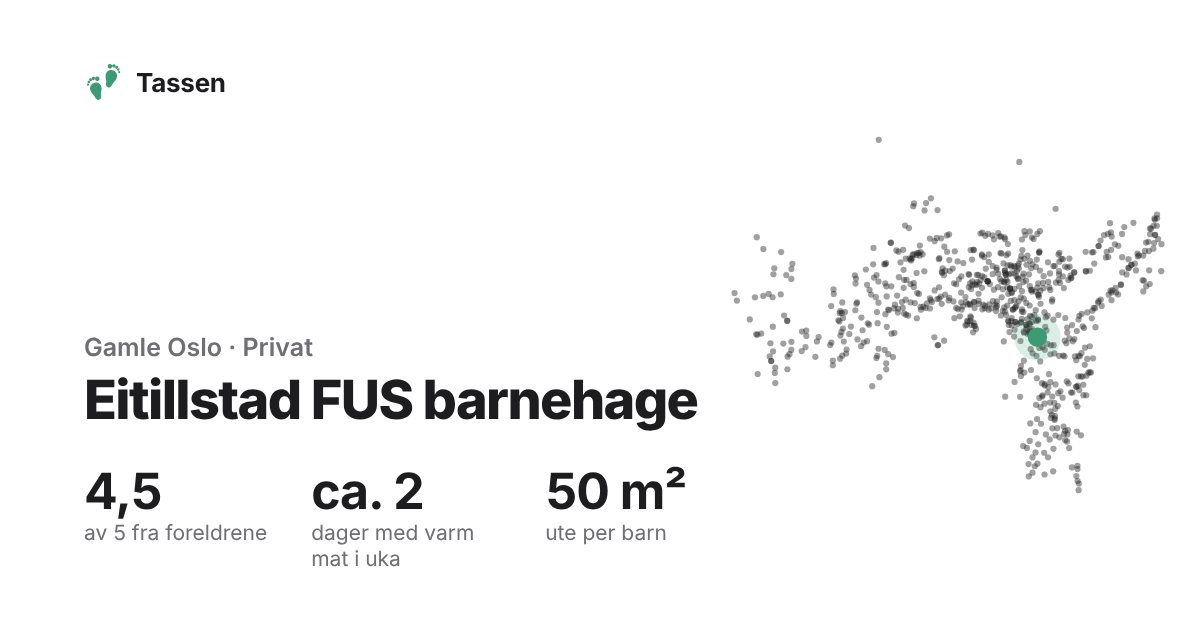 Tassen
Gamle Oslo · Privat
Eitillstad FUS barnehage
4,5
av 5 fra foreldrene
ca. 2
dager med varm
mat i uka
50 m²
ute per barn